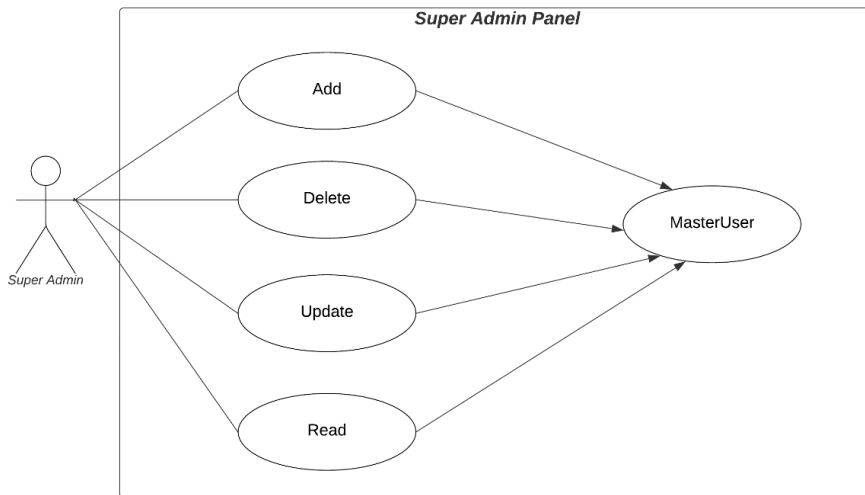 Super Admin Panel
Add
Delete
MasterUser
Super Admin
Update
Read